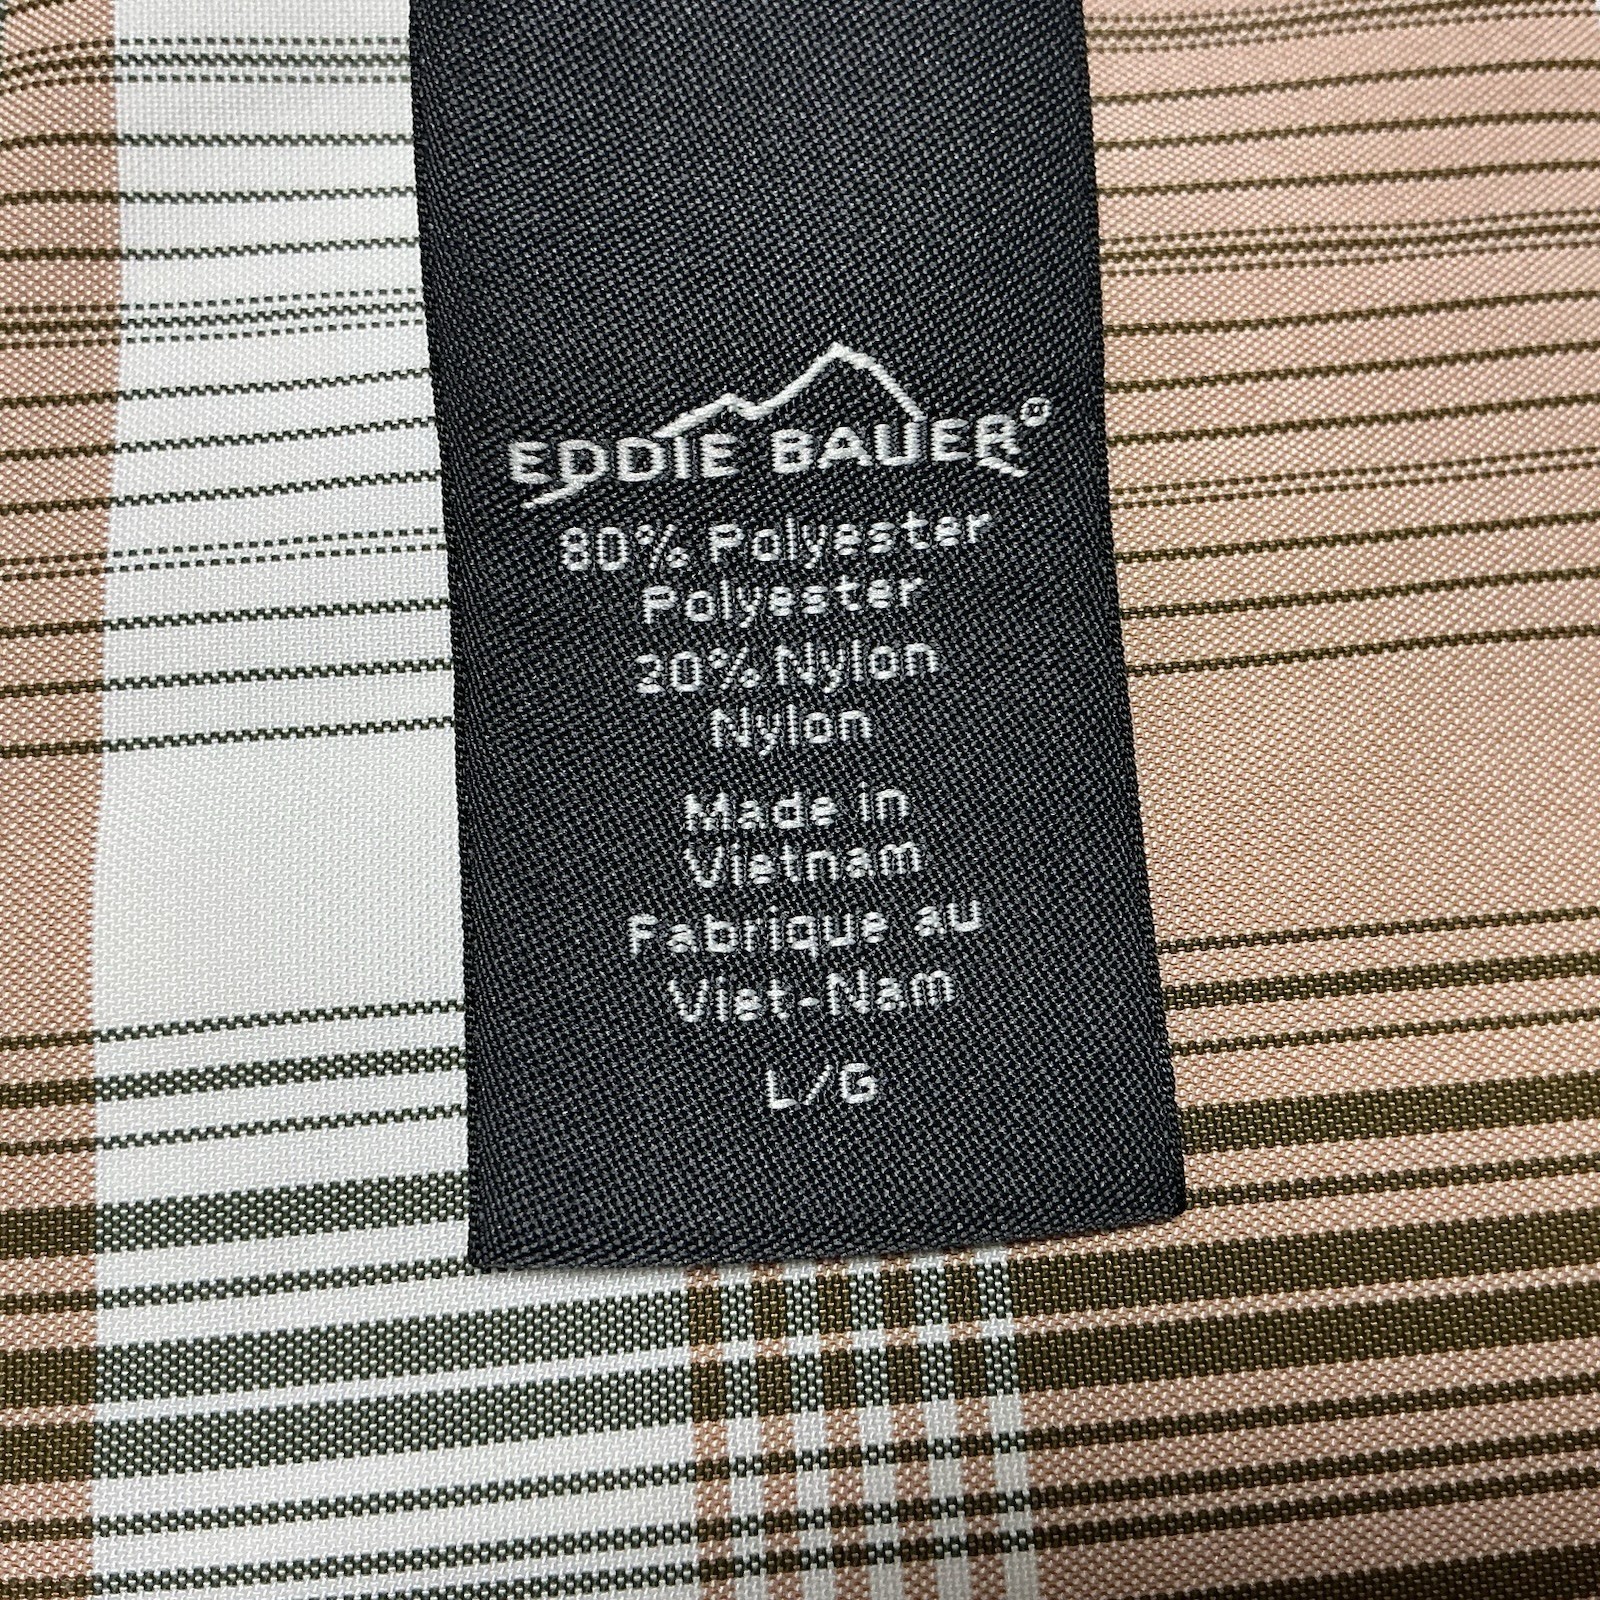 EDDIE BAUER®
80% Polyester
Polyester
20% Nylon
Nylon
Made in
Vietnam
Fabrique au
Viet-Nam
L/G